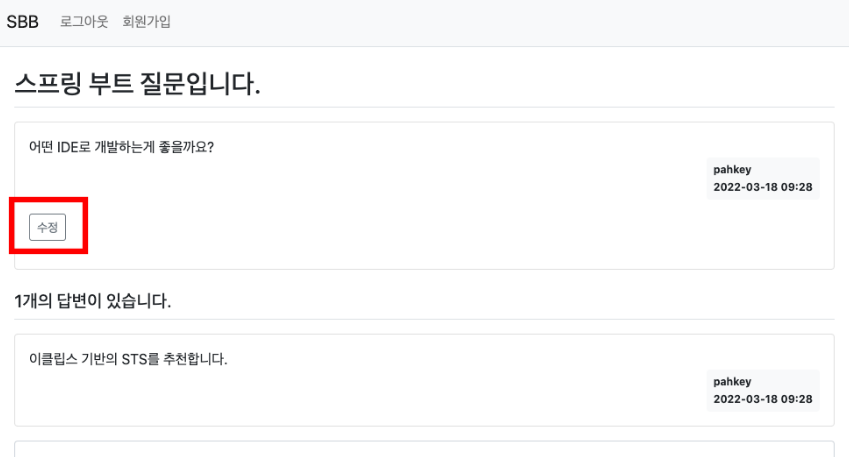 SBB 로그아웃 회원가입
스프링 부트 질문입니다.
어떤 IDE로 개발하는게 좋을까요?
pahkey
2022-03-18 09:28
수정
1개의 답변이 있습니다.
이클립스 기반의 STS를 추천합니다.
pahkey
2022-03-18 09:28